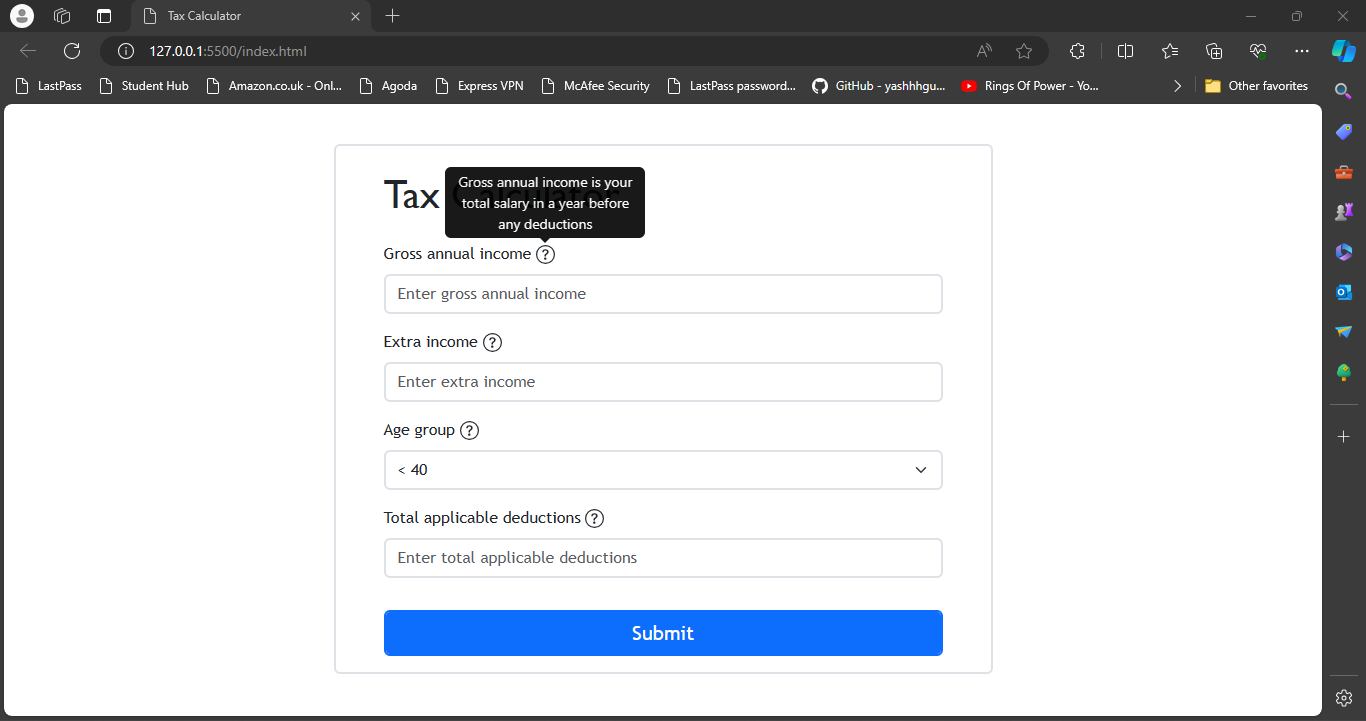 Tax Calculator
127.0.0.1:5500/index.html
LastPass
Student Hub
Amazon.co.uk - Onl...
Agoda
Express VPN
McAfee Security
LastPass password...
GitHub - yashhhgu...
Rings Of Power - Yo...
Other favorites
Tax Calculator
Gross annual income is your
total salary in a year before
any deductions
Gross annual income ?
Enter gross annual income
Extra income ?
Enter extra income
Age group ?
< 40
Total applicable deductions ?
Enter total applicable deductions
Submit